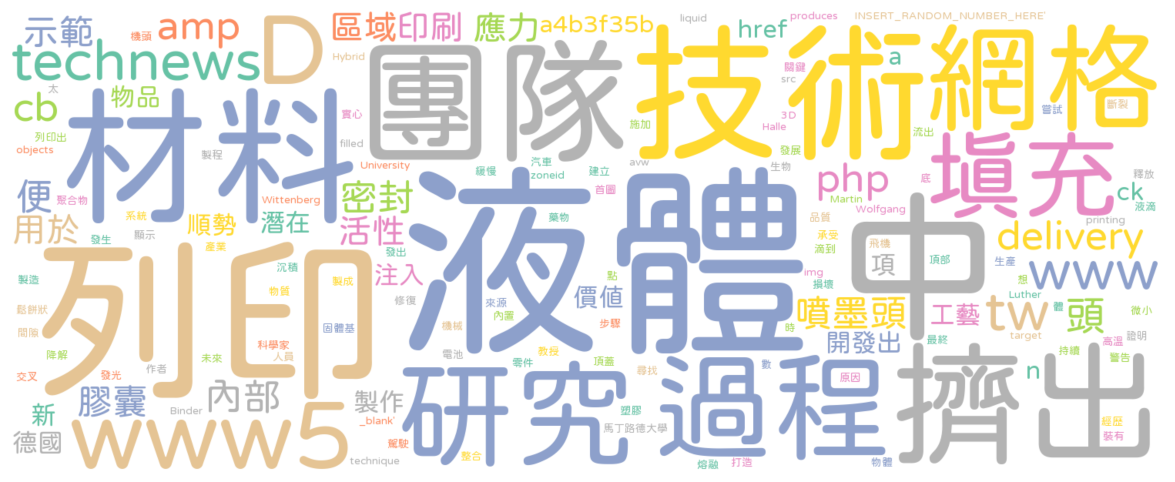 示範
機頭
amp
D
區域
印刷
應力
a4b3f35b
liquid
produces
INSERT_RANDOM_NUMBER_HERE'
technews
Hybrid
團隊
技術
href
關鍵
src
a
網格
太
cb
物品
材料
實心
施加
3D
Halle
發展
嘗試
斷裂
列印出
objects
製程
filled
University
緩慢
汽車
zoneid
建立
avw
生物
流出
填充
釋放
底
便
聚合物
Wittenberg
密封
液體
首圖
php
Martin
Wolfgang
ck
液滴
printing
用於
系統
發生
顯示
順勢
產業
潛在
活性
發出
藥物
品質
承受
滴到
中
飛機
項
頂部
delivery
生產
製造
列印
沉積
物質
製成
注入
修復
點
來源
內置
價值
步驟
img
損壞
想
www
鬆餅狀
間隙
固體基
機械
噴墨頭
工藝
Luther
體
tw
target
頭
微小
證明
降解
作者
未來
科學家
人員
電池
教授
零件
頂蓋
尋找
時
開發出
最終
持續
高溫
警告
交叉
發光
膠囊
內部
Binder
製作
_blank'
研究
塑膠
數
過程
原因
擠出
n
新
德國
www5
駕駛
technique
整合
馬丁路德大學
熔融
打造
物體
經歷
裝有